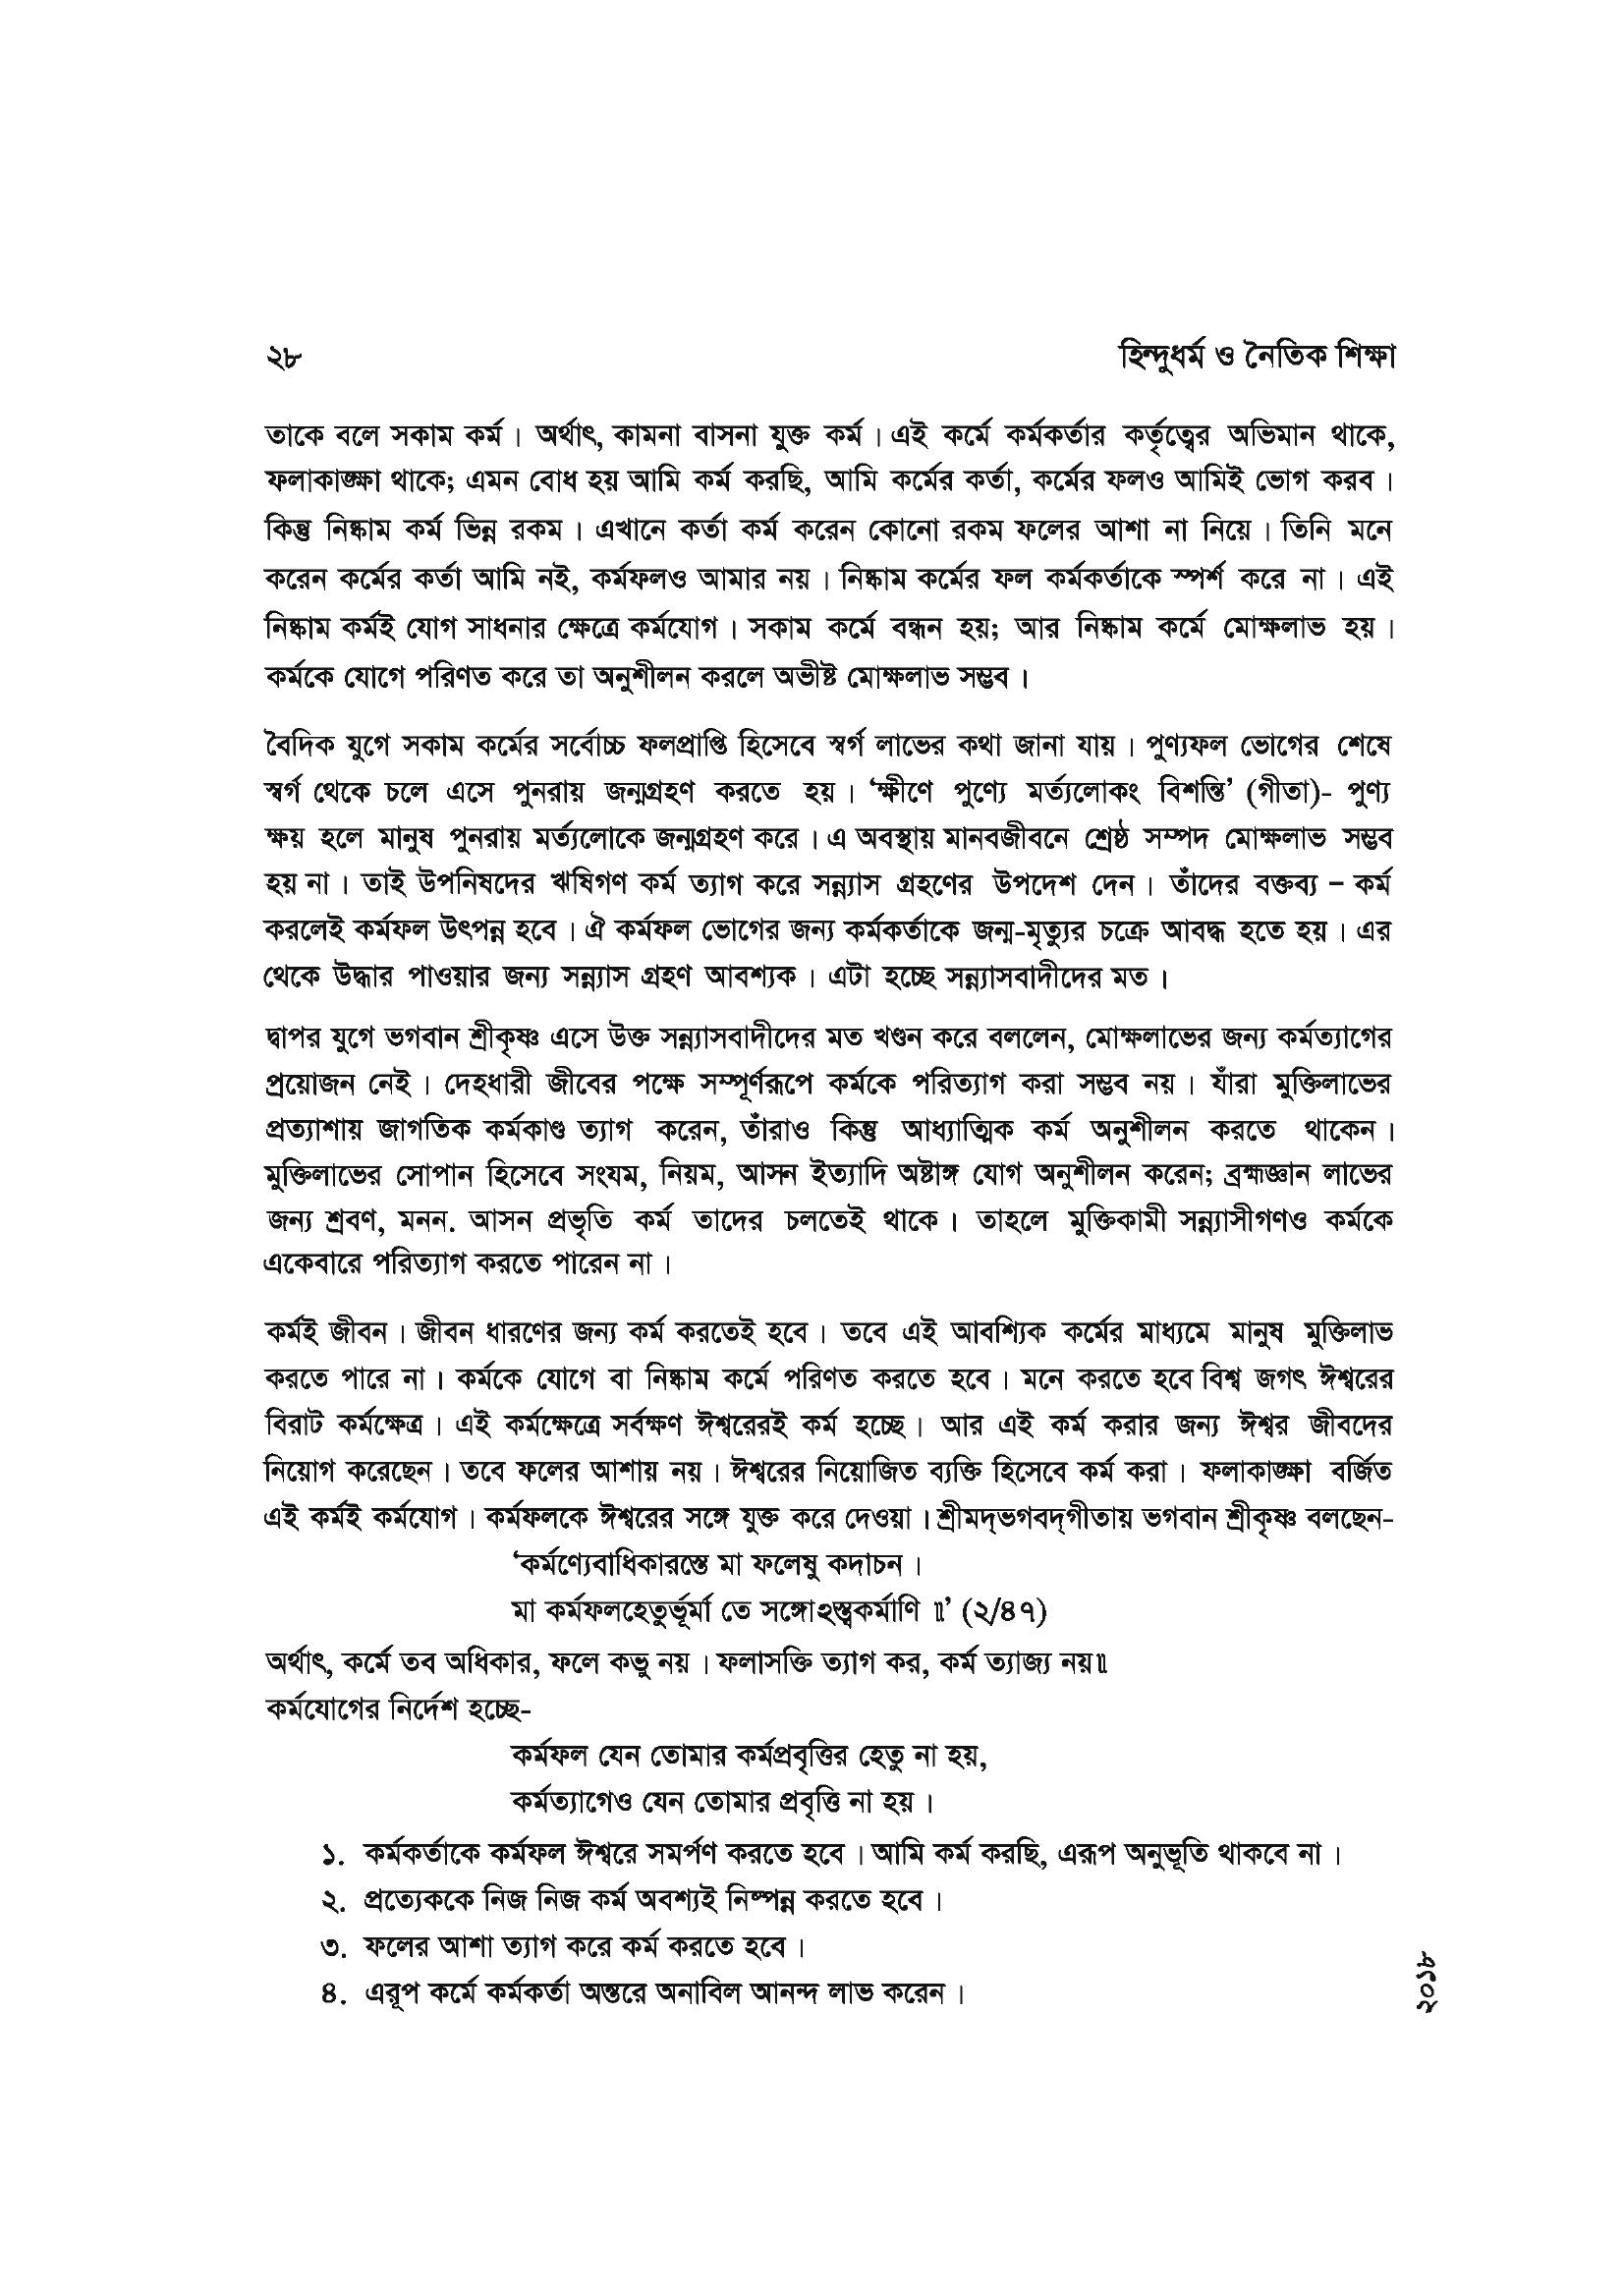 ২৮
হিন্দুধর্ম ও নৈতিক শিক্ষা
তাকে বলে সকাম কর্ম। অর্থাৎ, কামনা বাসনা যুক্ত কর্ম। এই কর্মে কর্মকর্তার কর্তৃত্বের অভিমান থাকে,
ফলাকাঙ্ক্ষা থাকে; এমন বোধ হয় আমি কর্ম করছি, আমি কর্মের কর্তা, কর্মের ফলও আমিই ভোগ করব।
কিন্তু নিষ্কাম কর্ম ভিন্ন রকম। এখানে কর্তা কর্ম করেন কোনো রকম ফলের আশা না নিয়ে। তিনি মনে
করেন কর্মের কর্তা আমি নই, কর্মফলও আমার নয়। নিষ্কাম কর্মের ফল কর্মকর্তাকে স্পর্শ করে না। এই
নিষ্কাম কর্মই যোগ সাধনার ক্ষেত্রে কর্মযোগ। সকাম কর্মে বন্ধন হয়; আর নিষ্কাম কর্মে মোক্ষলাভ হয়।
কর্মকে যোগে পরিণত করে তা অনুশীলন করলে অভীষ্ট মোক্ষলাভ সম্ভব।
বৈদিক যুগে সকাম কর্মের সর্বোচ্চ ফলপ্রাপ্তি হিসেবে স্বর্গ লাভের কথা জানা যায়। পুণ্যফল ভোগের শেষে
স্বর্গ থেকে চলে এসে পুনরায় জন্মগ্রহণ করতে হয়। ‘ক্ষীণে পুণ্যে মর্ত্যলোকং বিশন্তি’ (গীতা)- পুণ্য
ক্ষয় হলে মানুষ পুনরায় মর্ত্যলোকে জন্মগ্রহণ করে। এ অবস্থায় মানবজীবনে শ্রেষ্ঠ সম্পদ মোক্ষলাভ সম্ভব
হয় না। তাই উপনিষদের ঋষিগণ কর্ম ত্যাগ করে সন্ন্যাস গ্রহণের উপদেশ দেন। তাঁদের বক্তব্য – কর্ম
করলেই কর্মফল উৎপন্ন হবে। ঐ কর্মফল ভোগের জন্য কর্মকর্তাকে জন্ম-মৃত্যুর চক্রে আবদ্ধ হতে হয়। এর
থেকে উদ্ধার পাওয়ার জন্য সন্ন্যাস গ্রহণ আবশ্যক। এটা হচ্ছে সন্ন্যাসবাদীদের মত।
দ্বাপর যুগে ভগবান শ্রীকৃষ্ণ এসে উক্ত সন্ন্যাসবাদীদের মত খণ্ডন করে বললেন, মোক্ষলাভের জন্য কর্মত্যাগের
প্রয়োজন নেই। দেহধারী জীবের পক্ষে সম্পূর্ণরূপে কর্মকে পরিত্যাগ করা সম্ভব নয়। যাঁরা মুক্তিলাভের
প্রত্যাশায় জাগতিক কর্মকাণ্ড ত্যাগ করেন, তাঁরাও কিন্তু আধ্যাত্মিক কর্ম অনুশীলন করতে থাকেন।
মুক্তিলাভের সোপান হিসেবে সংযম, নিয়ম, আসন ইত্যাদি অষ্টাঙ্গ যোগ অনুশীলন করেন; ব্রহ্মজ্ঞান লাভের
জন্য শ্রবণ, মনন. আসন প্রভৃতি কর্ম তাদের চলতেই থাকে। তাহলে মুক্তিকামী সন্ন্যাসীগণও কর্মকে
একেবারে পরিত্যাগ করতে পারেন না।
কর্মই জীবন। জীবন ধারণের জন্য কর্ম করতেই হবে। তবে এই আবশ্যিক কর্মের মাধ্যমে মানুষ মুক্তিলাভ
করতে পারে না। কর্মকে যোগে বা নিষ্কাম কর্মে পরিণত করতে হবে। মনে করতে হবে বিশ্ব জগৎ ঈশ্বরের
বিরাট কর্মক্ষেত্র। এই কর্মক্ষেত্রে সর্বক্ষণ ঈশ্বরেরই কর্ম হচ্ছে। আর এই কর্ম করার জন্য ঈশ্বর জীবদের
নিয়োগ করেছেন। তবে ফলের আশায় নয়। ঈশ্বরের নিয়োজিত ব্যক্তি হিসেবে কর্ম করা। ফলাকাঙ্ক্ষা বর্জিত
এই কর্মই কর্মযোগ। কর্মফলকে ঈশ্বরের সঙ্গে যুক্ত করে দেওয়া। শ্রীমদ্‌ভগবদ্‌গীতায় ভগবান শ্রীকৃষ্ণ বলছেন-
‘কর্মণ্যেবাধিকারস্তে মা ফলেষু কদাচন।
মা কর্মফলহেতুর্ভূর্মা তে সঙ্গোঽস্ত্বকর্মাণি ॥’ (২/৪৭)
অর্থাৎ, কর্মে তব অধিকার, ফলে কভু নয়। ফলাসক্তি ত্যাগ কর, কর্ম ত্যাজ্য নয়॥
কর্মযোগের নির্দেশ হচ্ছে-
কর্মফল যেন তোমার কর্মপ্রবৃত্তির হেতু না হয়,
কর্মত্যাগেও যেন তোমার প্রবৃত্তি না হয়।
১. কর্মকর্তাকে কর্মফল ঈশ্বরে সমর্পণ করতে হবে। আমি কর্ম করছি, এরূপ অনুভূতি থাকবে না।
২. প্রত্যেককে নিজ নিজ কর্ম অবশ্যই নিষ্পন্ন করতে হবে।
৩. ফলের আশা ত্যাগ করে কর্ম করতে হবে।
৪. এরূপ কর্মে কর্মকর্তা অন্তরে অনাবিল আনন্দ লাভ করেন।
২০১৮